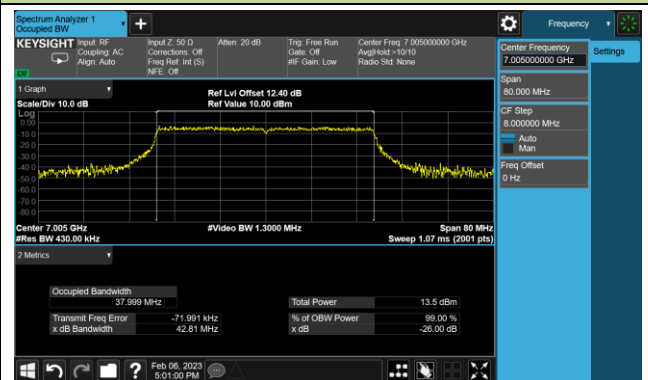 Spectrum Analyzer 1
Occupied BW
Frequency
KEYSIGHT
Input: RF
Coupling: AC
Align: Auto
Input Z: 50 Ω
Corrections: Off
Freq Ref: Int (S)
NFE: Off
Atten: 20 dB
Trig: Free Run
Gate: Off
#IF Gain: Low
Center Freq: 7.005000000 GHz
Avg|Hold:>10/10
Radio Std: None
Center Frequency
7.005000000 GHz
Settings
Span
80.000 MHz
CF Step
8.000000 MHz
Auto
Man
Freq Offset
0 Hz
1 Graph
Scale/Div 10.0 dB
Ref Lvl Offset 12.40 dB
Ref Value 10.00 dBm
Log
0.00
-10.0
-20.0
-30.0
-40.0
-50.0
-60.0
-70.0
-80.0
Center 7.005 GHz
#Video BW 1.3000 MHz
Span 80 MHz
#Res BW 430.00 kHz
Sweep 1.07 ms (2001 pts)
2 Metrics
Occupied Bandwidth
37.999 MHz
Total Power
13.5 dBm
Transmit Freq Error
-71.991 kHz
% of OBW Power
99.00 %
x dB Bandwidth
42.81 MHz
x dB
-26.00 dB
Feb 06, 2023
5:01:00 PM